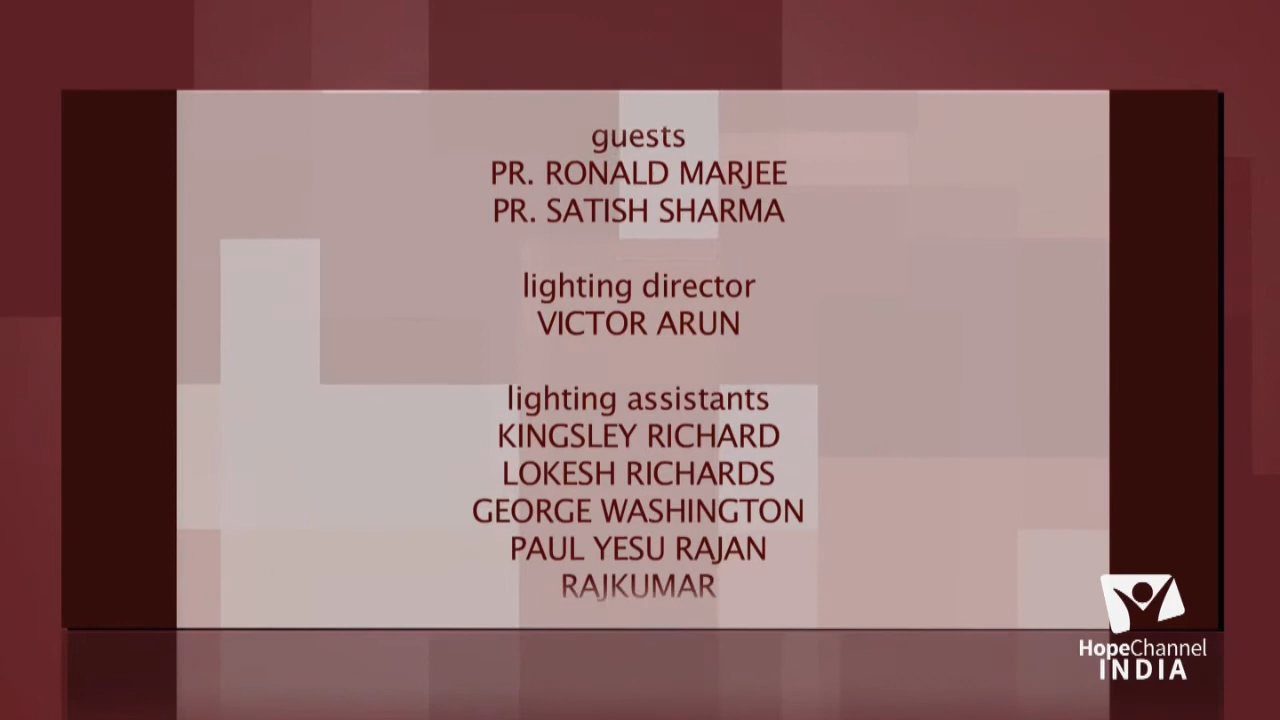 guests
PR. RONALD MARJEE
PR. SATISH SHARMA
lighting director
VICTOR ARUN
lighting assistants
KINGSLEY RICHARD
LOKESH RICHARDS
GEORGE WASHINGTON
PAUL YESU RAJAN
RAJKUMAR
HopeChannel
INDIA